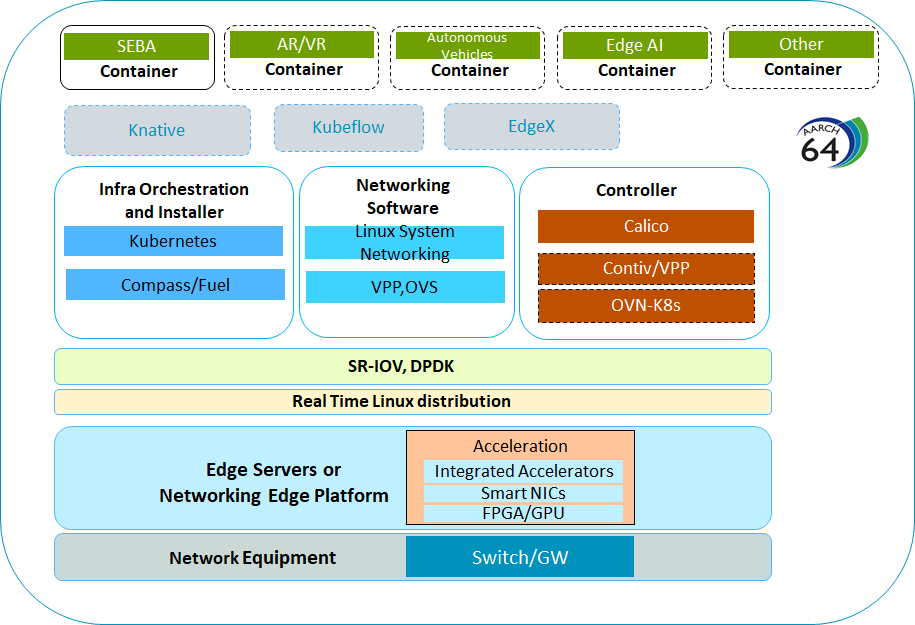 SEBA
Container
AR/VR
Container
Autonomous
Vehicles
Container
Edge AI
Container
Other
Container
Knative
Kubeflow
EdgeX
AARCH
64
Infra Orchestration
and Installer
Kubernetes
Compass/Fuel
Networking
Software
Linux System
Networking
VPP,OVS
Controller
Calico
Contiv/VPP
OVN-K8s
SR-IOV, DPDK
Real Time Linux distribution
Edge Servers or
Networking Edge Platform
Acceleration
Integrated Accelerators
Smart NICs
FPGA/GPU
Network Equipment
Switch/GW